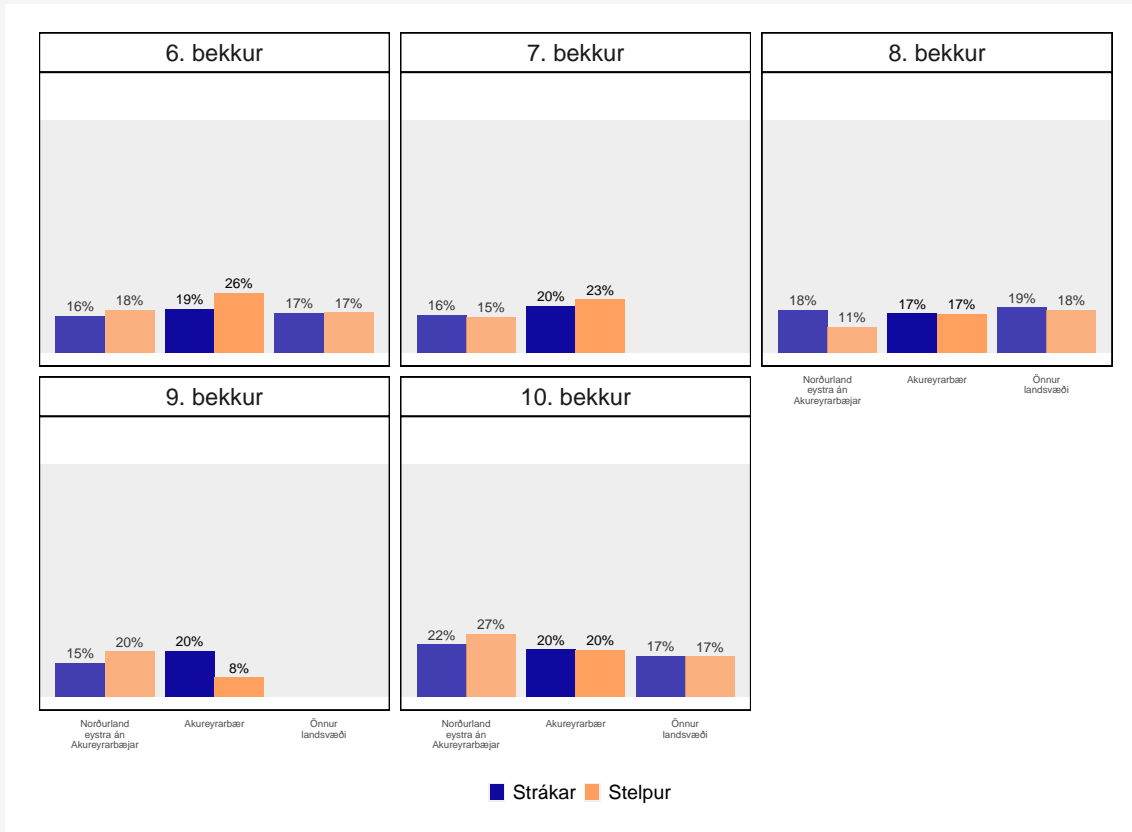 6. bekkur
7. bekkur
8. bekkur
16%
18%
19%
26%
17%
17%
16%
15%
20%
23%
18%
11%
17%
17%
19%
18%
Norðurland
eystra án
Akureyrarbæjar
Akureyrarbær
Önnur
landsvæði
9. bekkur
10. bekkur
15%
20%
20%
8%
22%
27%
20%
20%
17%
17%
Norðurland
eystra án
Akureyrarbæjar
Akureyrarbær
Önnur
landsvæði
Norðurland
eystra án
Akureyrarbæjar
Akureyrarbær
Önnur
landsvæði
Strákar
Stelpur